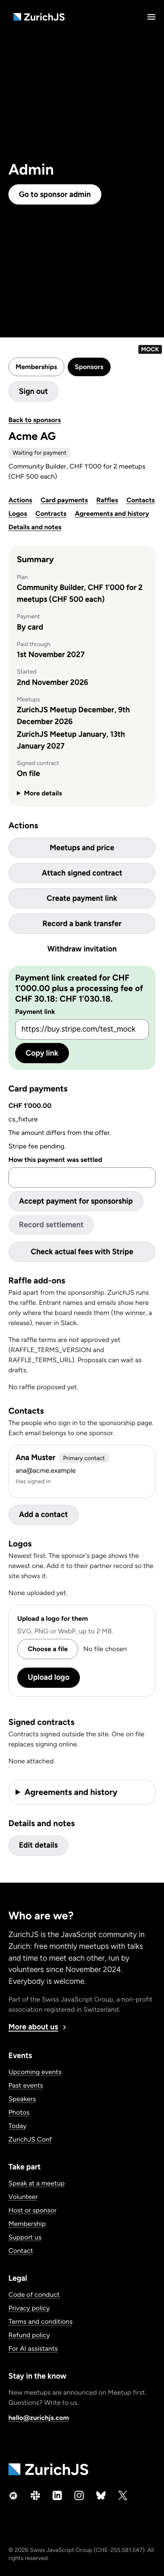 ZurichJS
Admin
Go to sponsor admin
MOCK
Memberships
Sponsors
Sign out
Back to sponsors
Acme AG
Waiting for payment
Community Builder, CHF 1'000 for 2 meetups
(CHF 500 each)
Actions Card payments Raffles Contacts
Logos Contracts Agreements and history
Details and notes
Summary
Plan
Community Builder, CHF 1'000 for 2
meetups (CHF 500 each)
Payment
By card
Paid through
1st November 2027
Started
2nd November 2026
Meetups
ZurichJS Meetup December, 9th
December 2026
ZurichJS Meetup January, 13th
January 2027
Signed contract
On file
More details
Actions
Meetups and price
Attach signed contract
Create payment link
Record a bank transfer
Withdraw invitation
Payment link created for CHF
1'000.00 plus a processing fee of
CHF 30.18: CHF 1'030.18.
Payment link
https://buy.stripe.com/test_mock
Copy link
Card payments
CHF 1'000.00
cs_fixture
The amount differs from the offer.
Stripe fee pending.
How this payment was settled
Accept payment for sponsorship
Record settlement
Check actual fees with Stripe
Raffle add-ons
Paid apart from the sponsorship. ZurichJS runs
the raffle. Entrant names and emails show here
only where the board needs them (the winner, a
release), never in Slack.
The raffle terms are not approved yet
(RAFFLE_TERMS_VERSION and
RAFFLE_TERMS_URL). Proposals can wait as
drafts.
No raffle proposed yet.
Contacts
The people who sign in to the sponsorship page.
Each email belongs to one sponsor.
Ana Muster Primary contact
ana@acme.example
Has signed in
Add a contact
Logos
Newest first. The sponsor's page shows the
newest one. Add it to their partner record so the
site shows it.
None uploaded yet.
Upload a logo for them
SVG, PNG or WebP, up to 2 MB.
Choose a file No file chosen
Upload logo
Signed contracts
Contracts signed outside the site. One on file
replaces signing online.
None attached.
Agreements and history
Details and notes
Edit details
Who are we?
ZurichJS is the JavaScript community in
Zurich: free monthly meetups with talks
and time to meet each other, run by
volunteers since November 2024.
Everybody is welcome.
Part of the Swiss JavaScript Group, a non-profit
association registered in Switzerland.
More about us
Events
Upcoming events
Past events
Speakers
Photos
Today
ZurichJS Conf
Take part
Speak at a meetup
Volunteer
Host or sponsor
Membership
Support us
Contact
Legal
Code of conduct
Privacy policy
Terms and conditions
Refund policy
For AI assistants
Stay in the know
New meetups are announced on Meetup first.
Questions? Write to us.
hello@zurichjs.com
ZurichJS
© 2026 Swiss JavaScript Group (CHE-255.581.547). All
rights reserved.